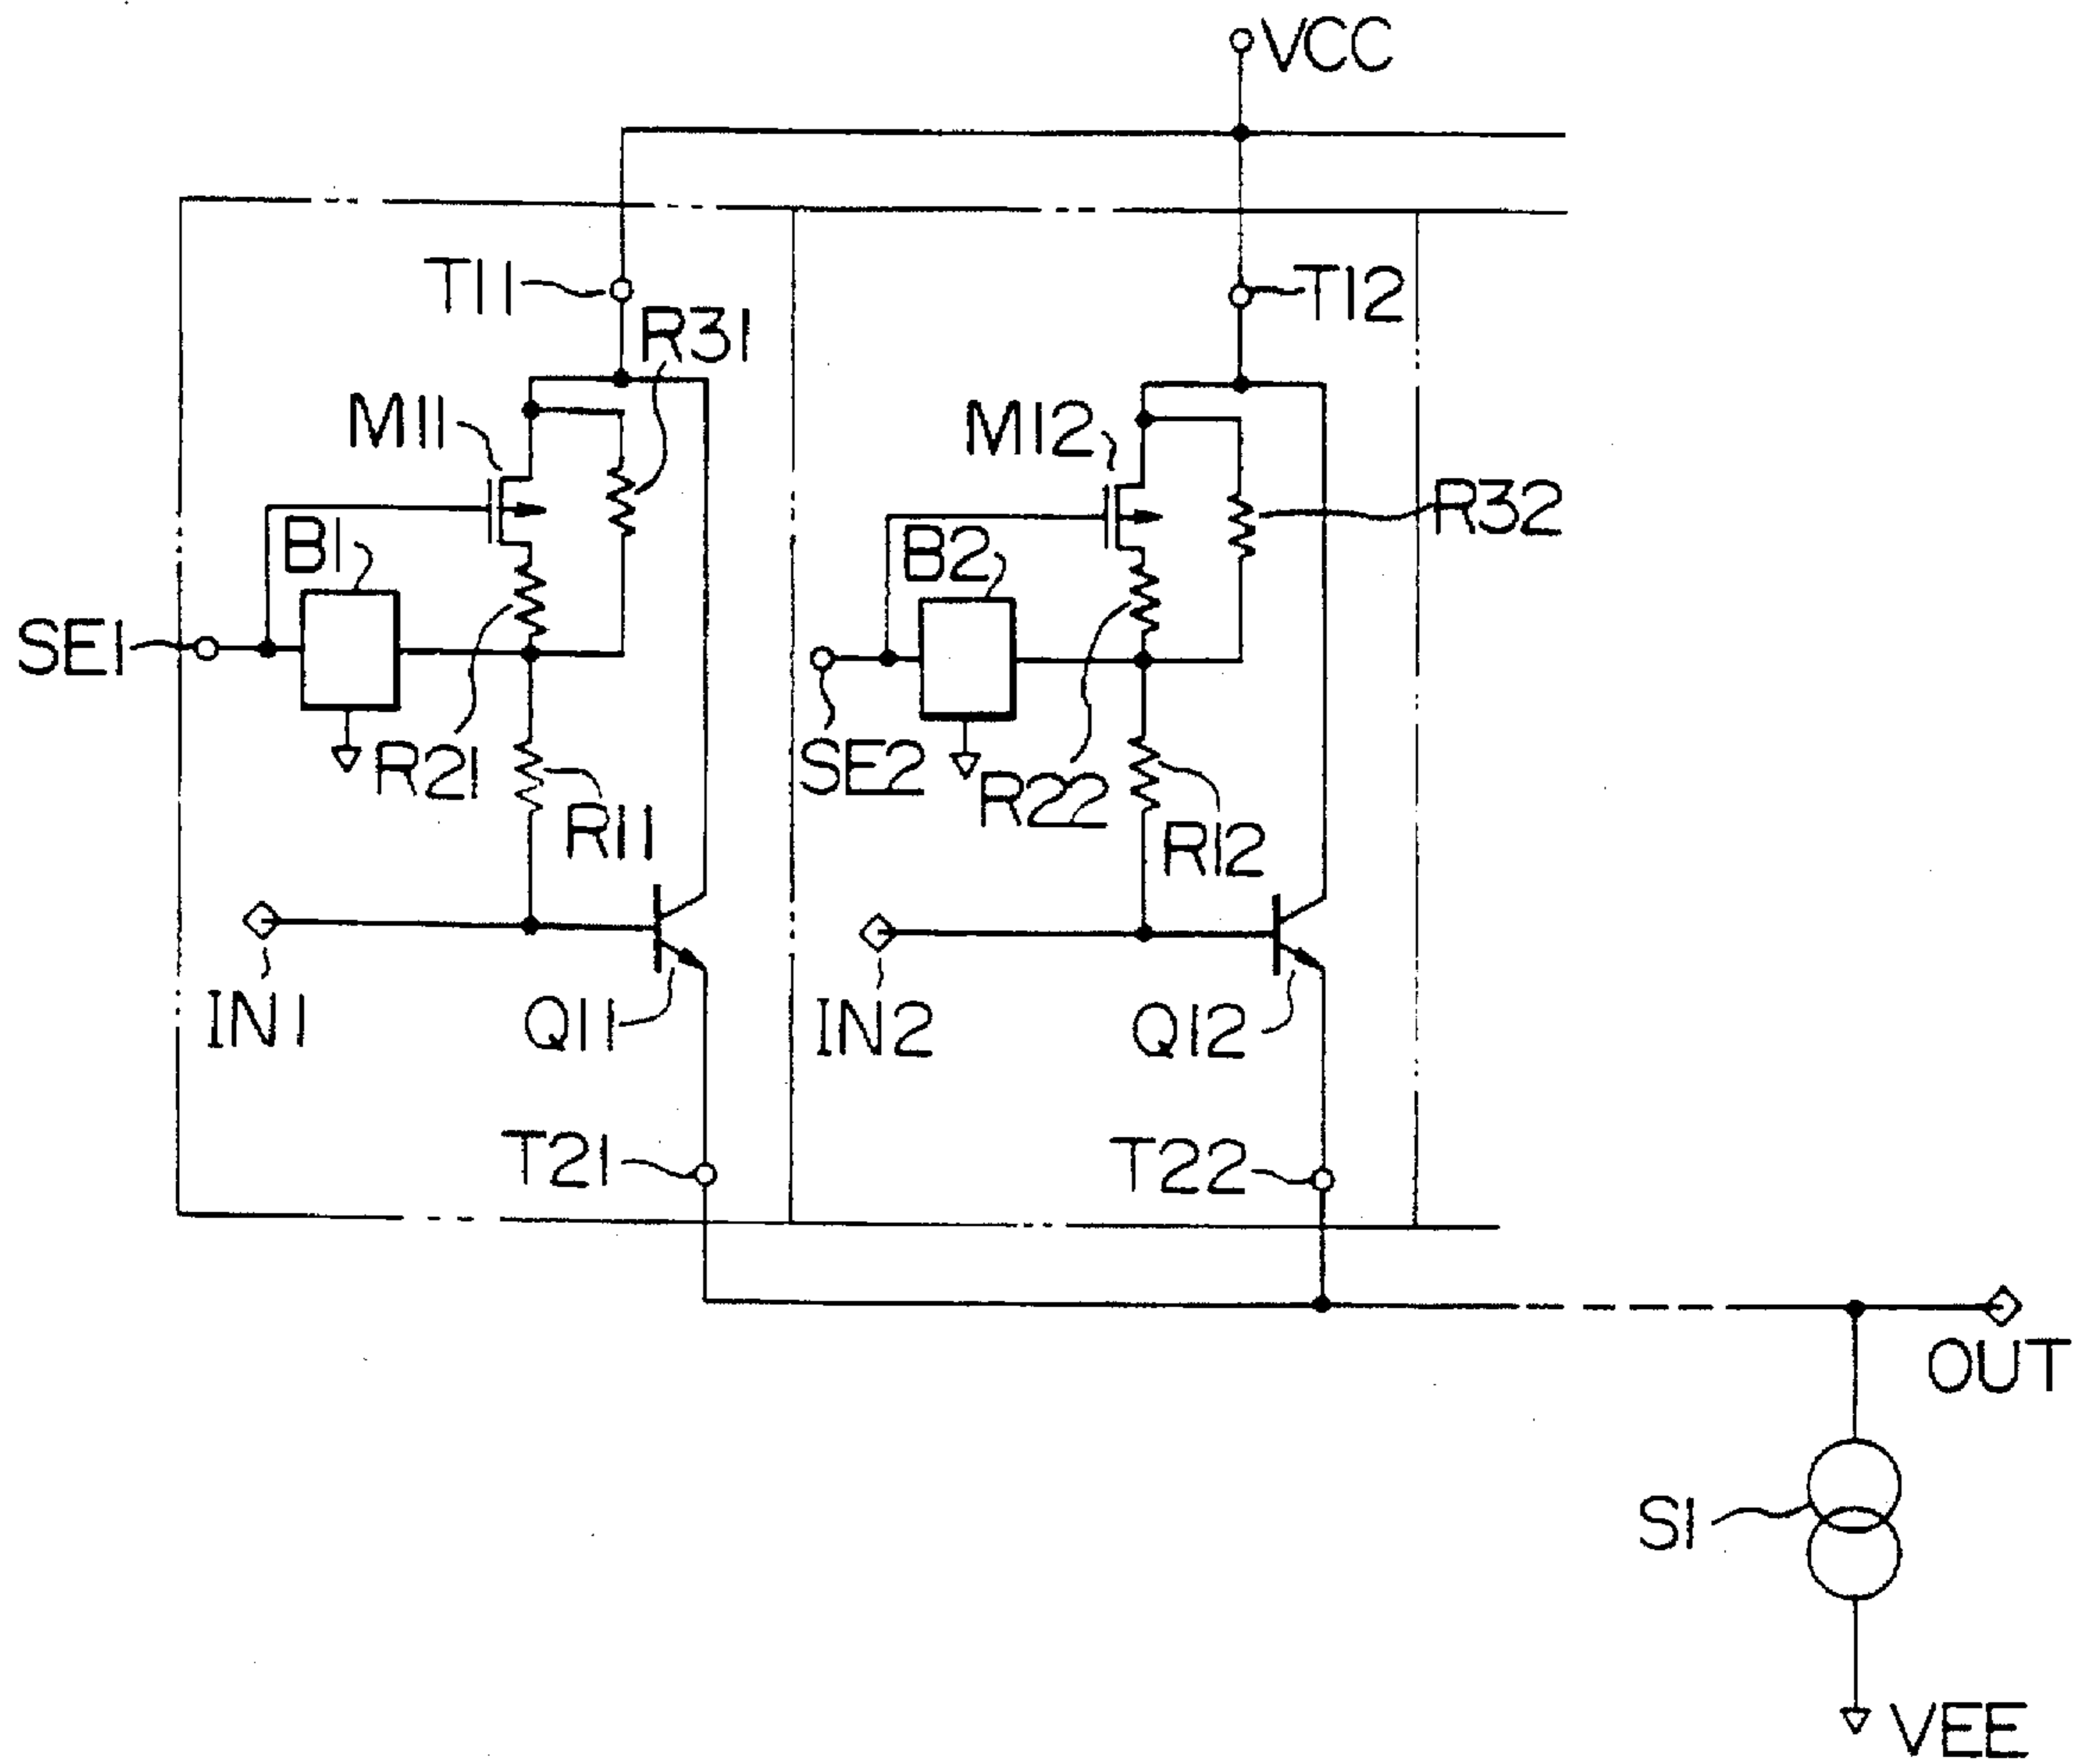 VCC
T11
T12
R31
M11
M12
R32
B1
B2
SE1
R21
SE2
R22
R11
R12
IN1
Q11
IN2
Q12
T21
T22
OUT
S1
VEE